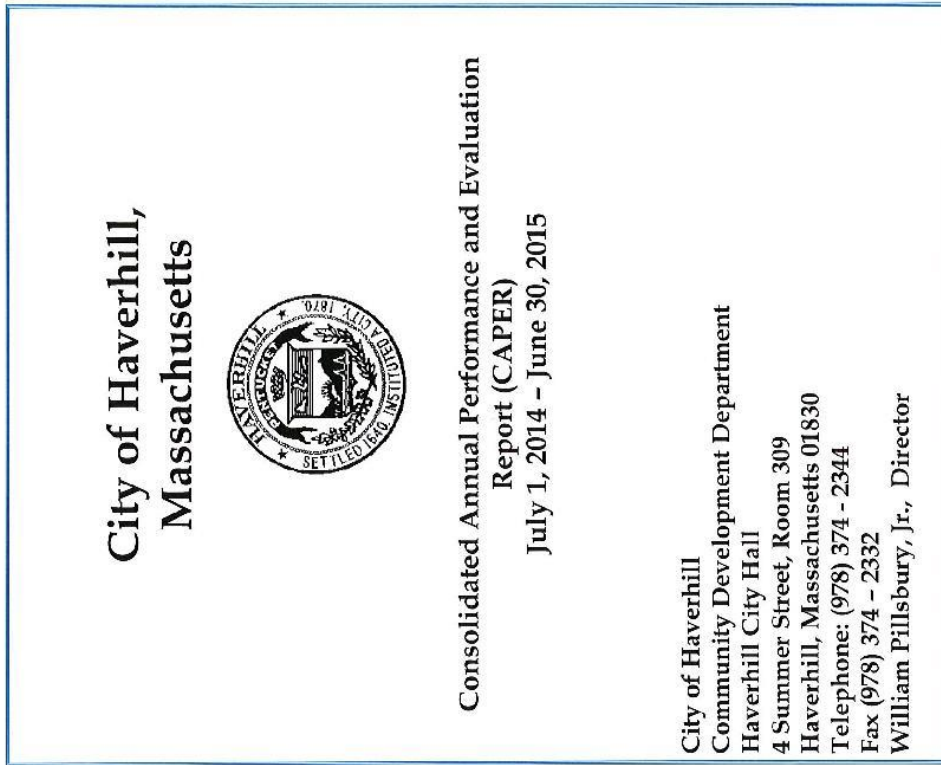 City of Haverhill,
Massachusetts
HAVERHILL
PENTUCKET
SETTLED 1640. INSTITUTED A CITY, 1870.
Consolidated Annual Performance and Evaluation
Report (CAPER)
July 1, 2014 – June 30, 2015
City of Haverhill
Community Development Department
Haverhill City Hall
4 Summer Street, Room 309
Haverhill, Massachusetts 01830
Telephone: (978) 374 - 2344
Fax (978) 374 – 2332
William Pillsbury, Jr., Director